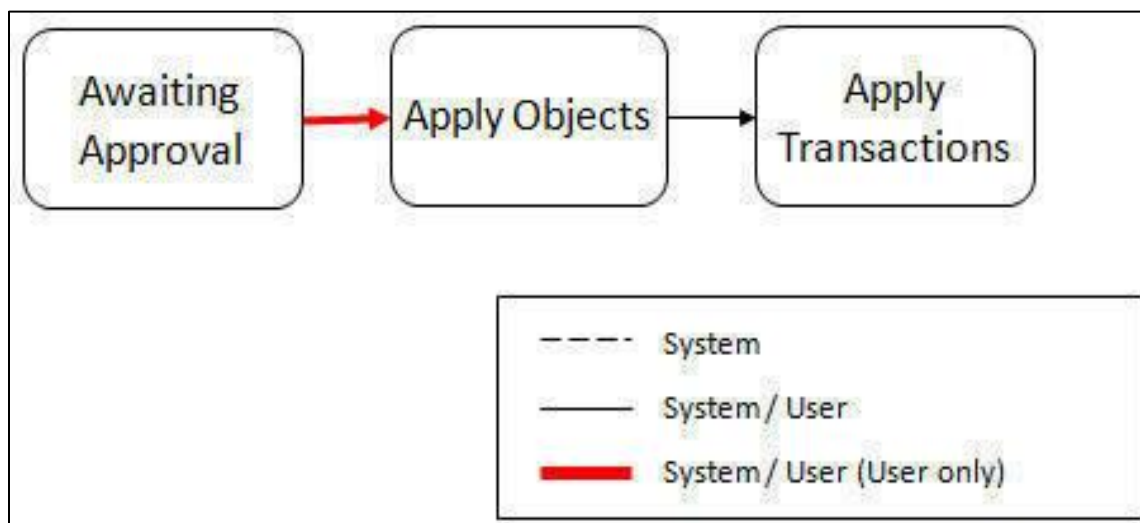 Awaiting
Approval
Apply Objects
Apply
Transactions
System
System / User
System / User (User only)